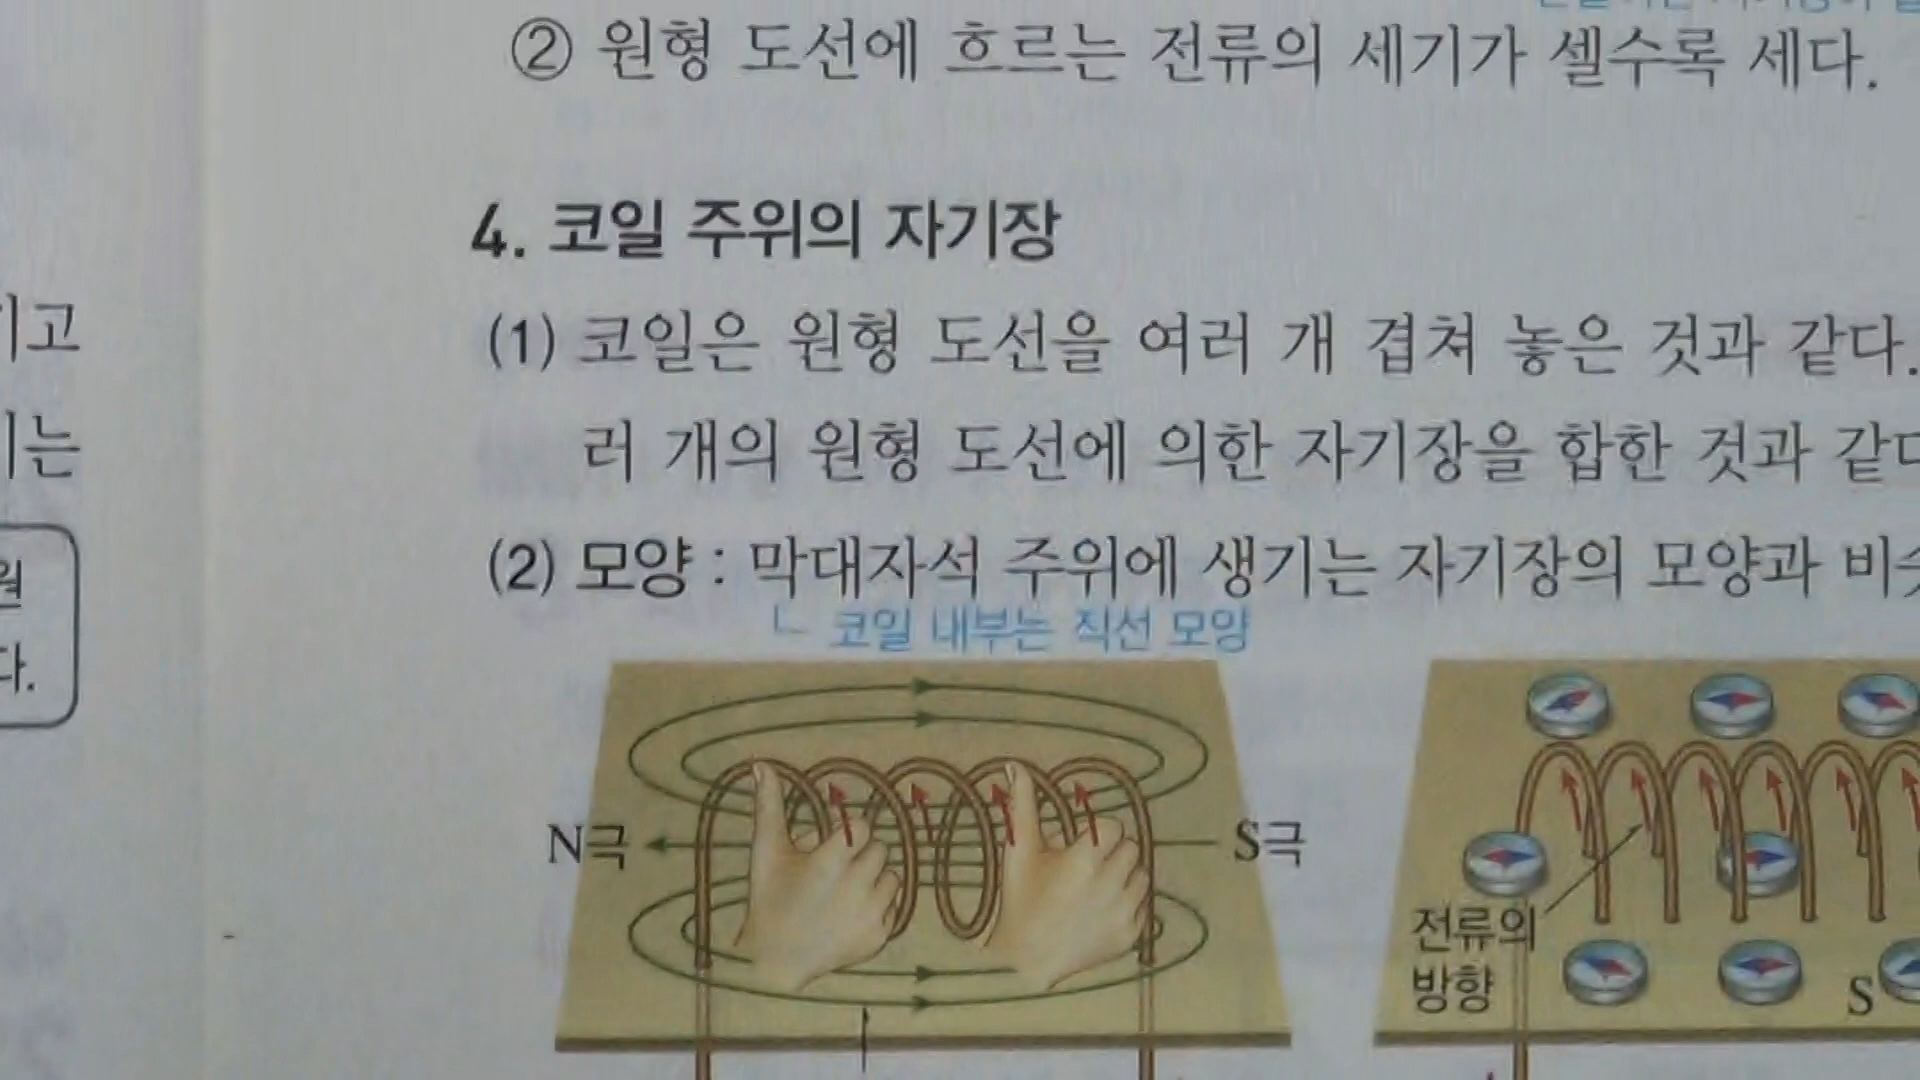 ② 원형 도선에 흐르는 전류의 세기가 셀수록 세다.
4. 코일 주위의 자기장
(1) 코일은 원형 도선을 여러 개 겹쳐 놓은 것과 같다.
러 개의 원형 도선에 의한 자기장을 합한 것과 같
(2) 모양 : 막대자석 주위에 생기는 자기장의 모양과
ㄴ 코일 내부는 직선 모양
N극
S극
전류의
방향
S
고
는
원
다.